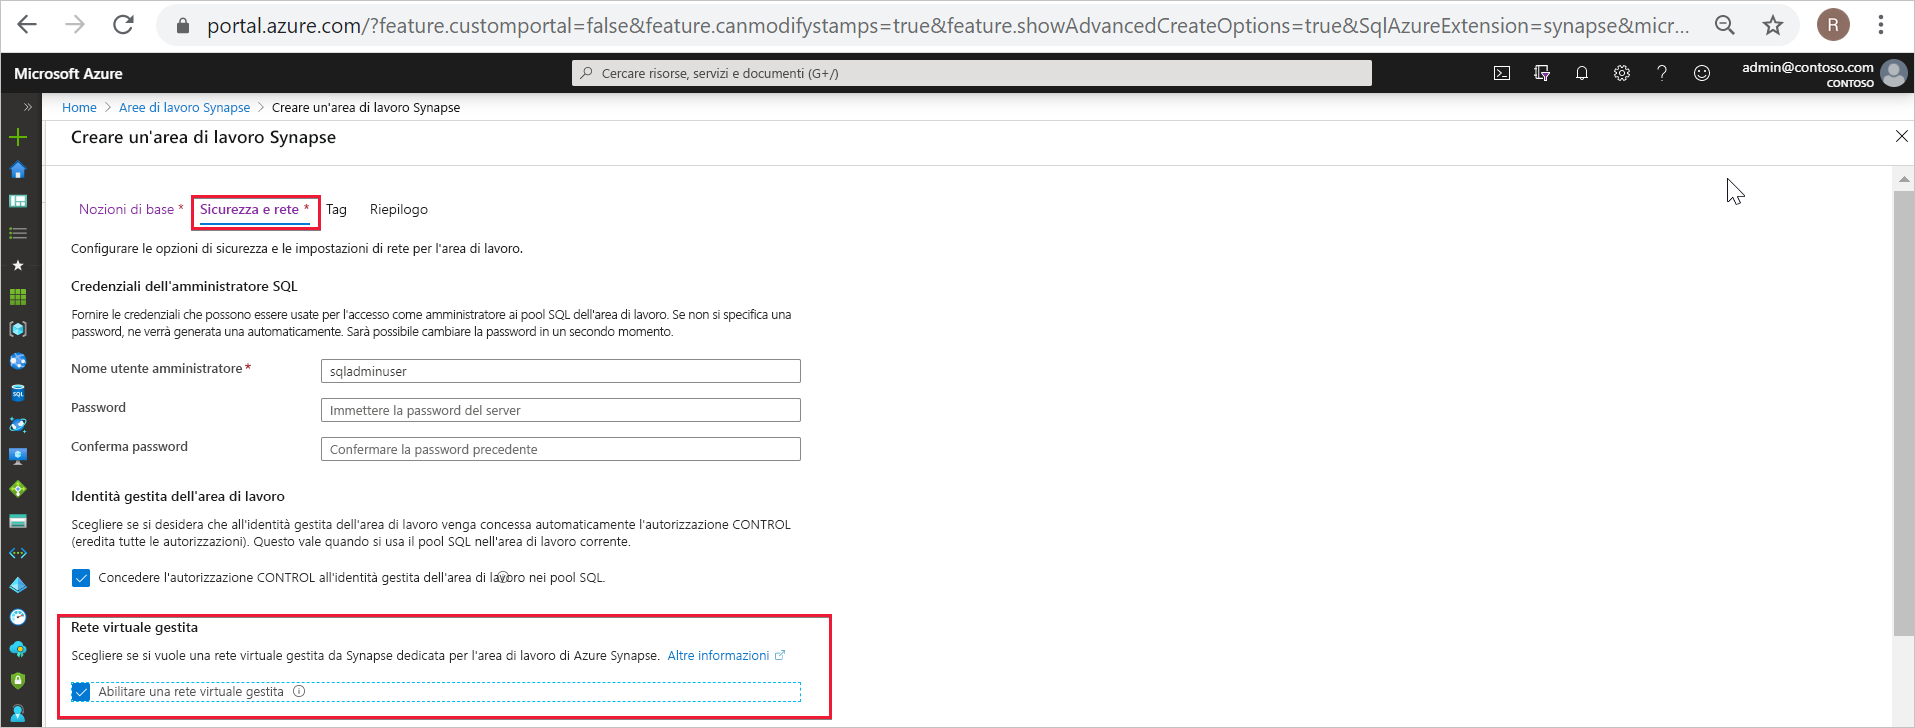 portal.azure.com/?feature.customportal=false&feature.canmodifystamps=true&feature.showAdvancedCreateOptions=true&SqlAzureExtension=synapse&micr...
R
Microsoft Azure
Cercare risorse, servizi e documenti (G+/)
admin@contoso.com
CONTOSO
Home > Aree di lavoro Synapse > Creare un'area di lavoro Synapse
Creare un'area di lavoro Synapse
Nozioni di base * Sicurezza e rete * Tag Riepilogo
Configurare le opzioni di sicurezza e le impostazioni di rete per l'area di lavoro.
Credenziali dell'amministratore SQL
Fornire le credenziali che possono essere usate per l'accesso come amministratore ai pool SQL dell'area di lavoro. Se non si specifica una
password, ne verrà generata una automaticamente. Sarà possibile cambiare la password in un secondo momento.
Nome utente amministratore *
sqladminuser
Password
Immettere la password del server
Conferma password
Confermare la password precedente
Identità gestita dell'area di lavoro
Scegliere se si desidera che all'identità gestita dell'area di lavoro venga concessa automaticamente l'autorizzazione CONTROL
(eredita tutte le autorizzazioni). Questo vale quando si usa il pool SQL nell'area di lavoro corrente.
Concedere l'autorizzazione CONTROL all'identità gestita dell'area di lavoro nei pool SQL.
Rete virtuale gestita
Scegliere se si vuole una rete virtuale gestita da Synapse dedicata per l'area di lavoro di Azure Synapse. Altre informazioni
Abilitare una rete virtuale gestita
SQL